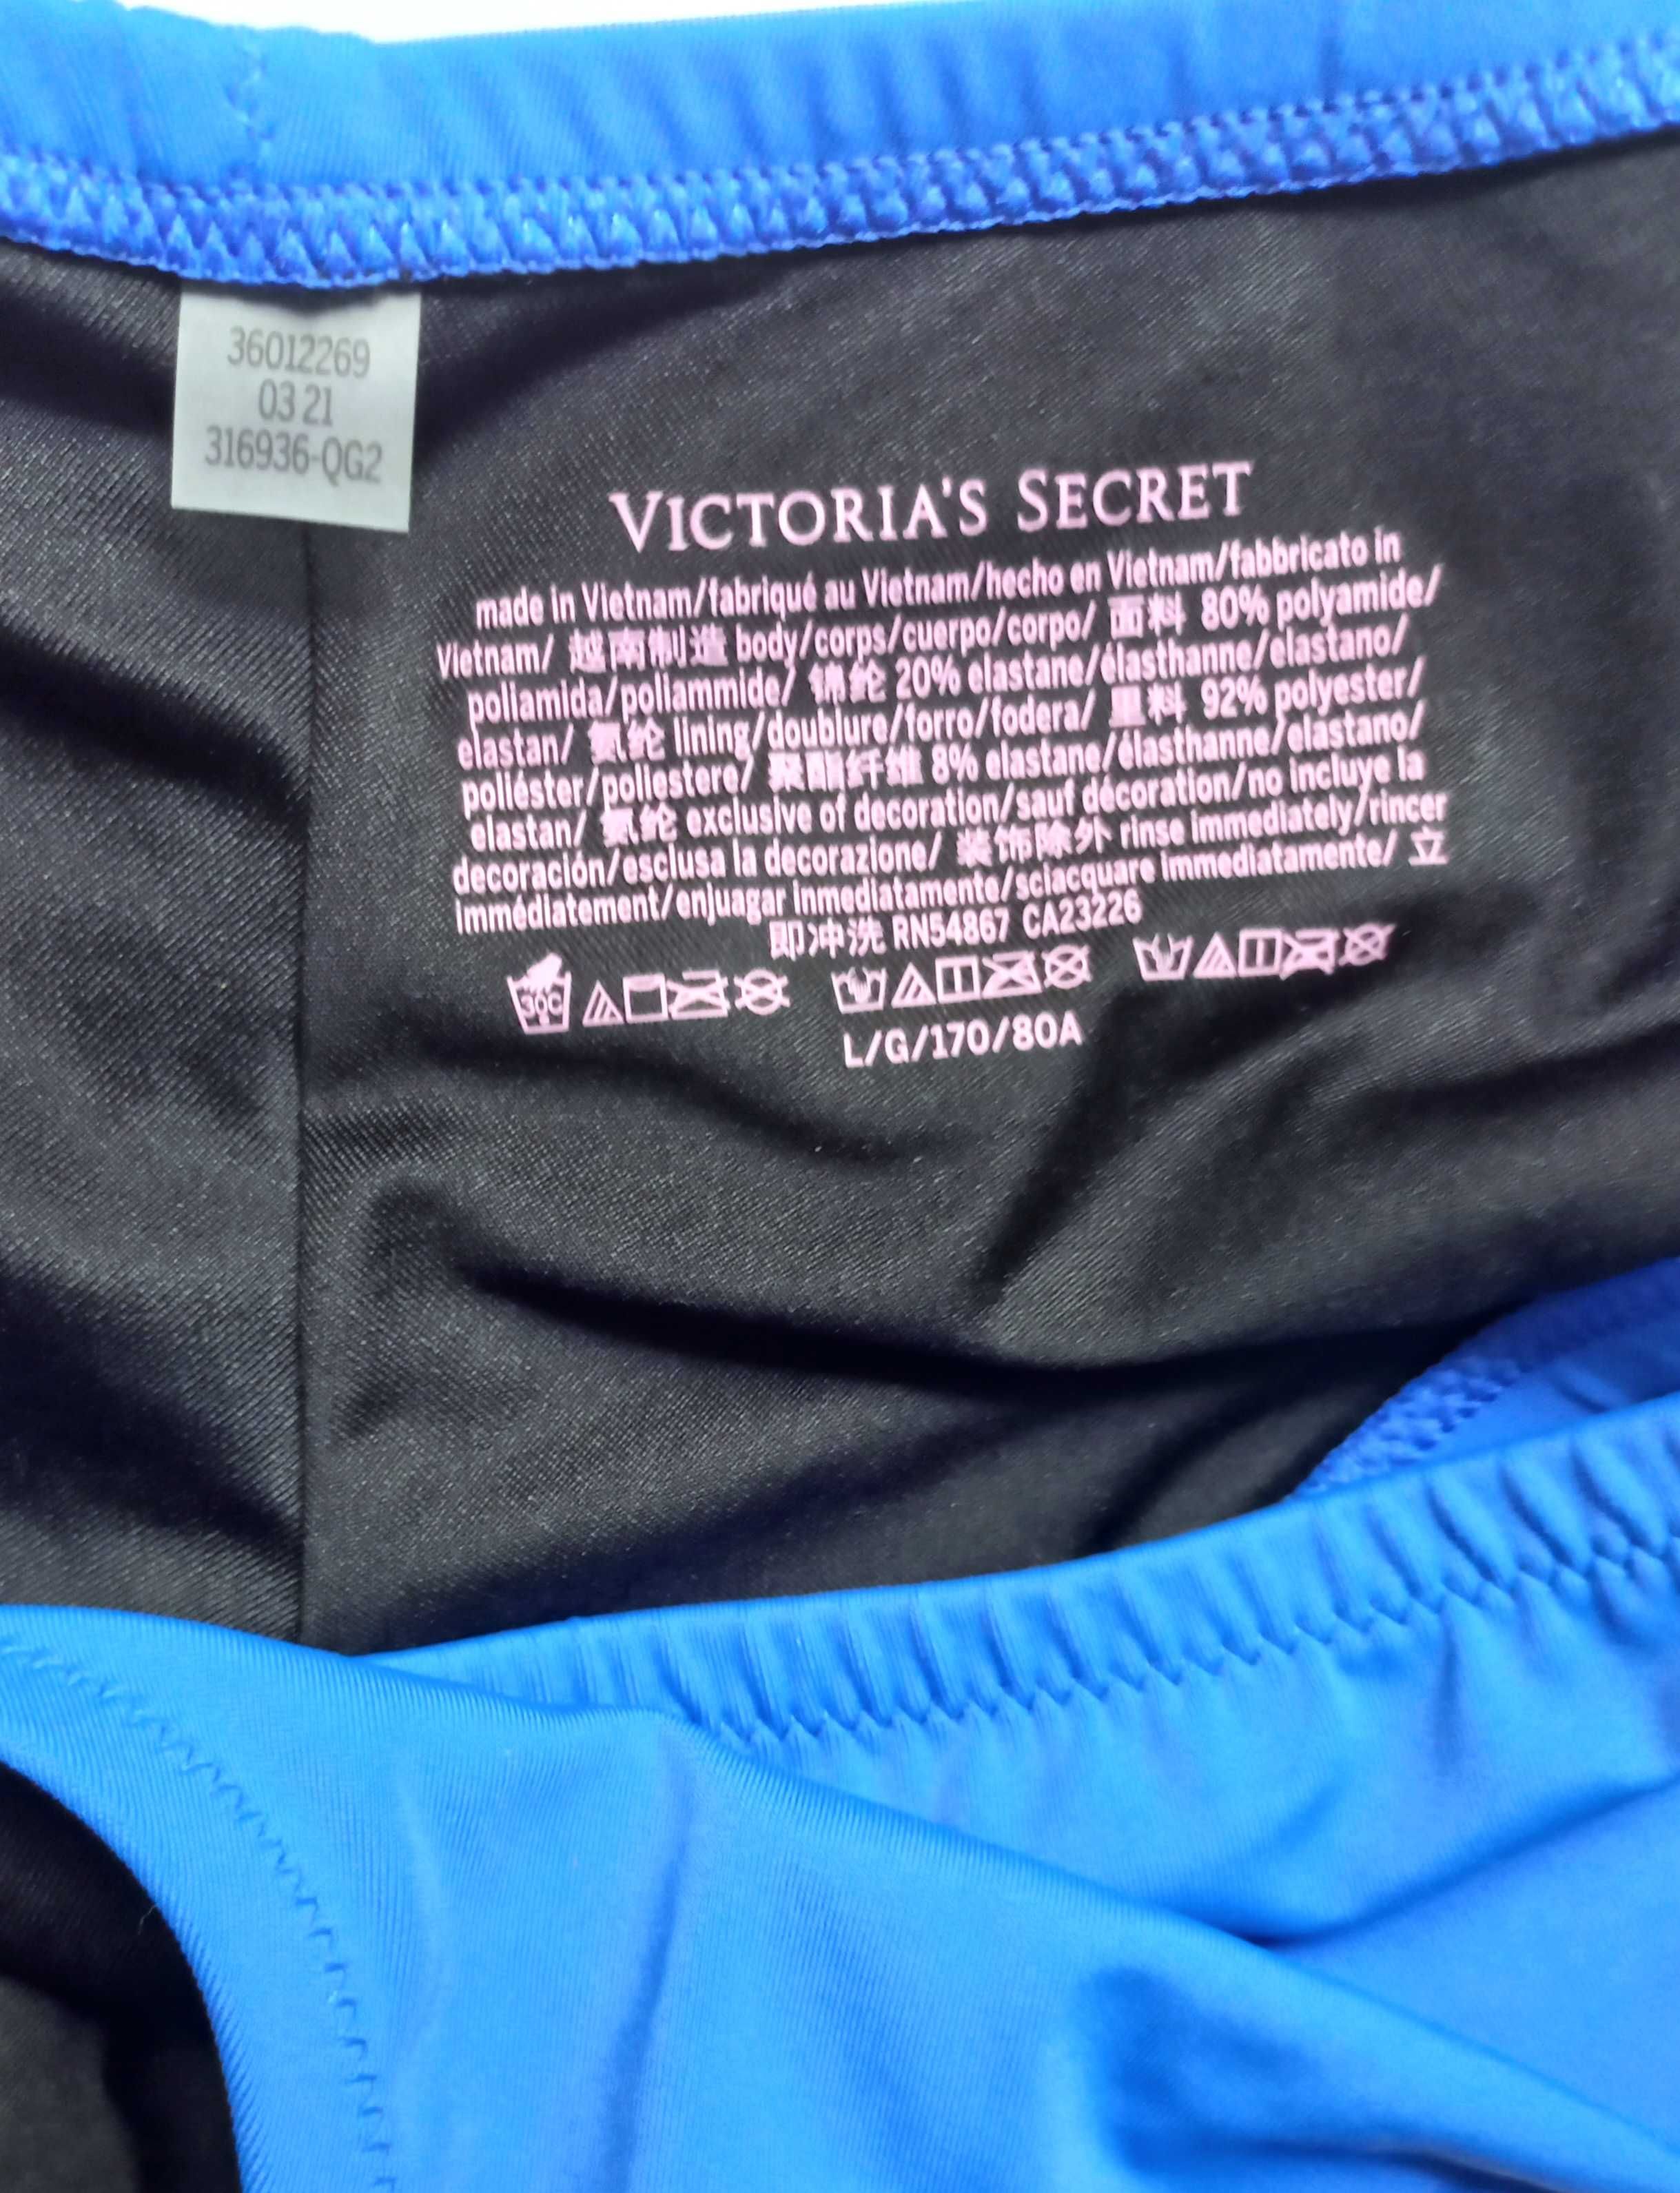 36012269
03 21
316936-QG2
VICTORIA'S SECRET
made in Vietnam/fabriqué au Vietnam/hecho en Vietnam/fabbricato in
Vietnam/ 越南制造 body/corps/cuerpo/corpo/ 面料 80% polyamide/
poliamida/poliammide/ 锦纶 20% elastane/élasthanne/elastano/
elastan/ 氨纶 lining/doublure/forro/fodera/ 里料 92% polyester/
poliéster/poliestere/ 聚酯纤维 8% elastane/élasthanne/elastano/
elastan/ 氨纶 exclusive of decoration/sauf décoration/no incluye la
decoración/esclusa la decorazione/ 装饰除外 rinse immediately/rincer
immédiatement/enjuagar inmediatamente/sciacquare immediatamente/ 立
即冲洗 RN54867 CA23226
30C
L/G/170/80A